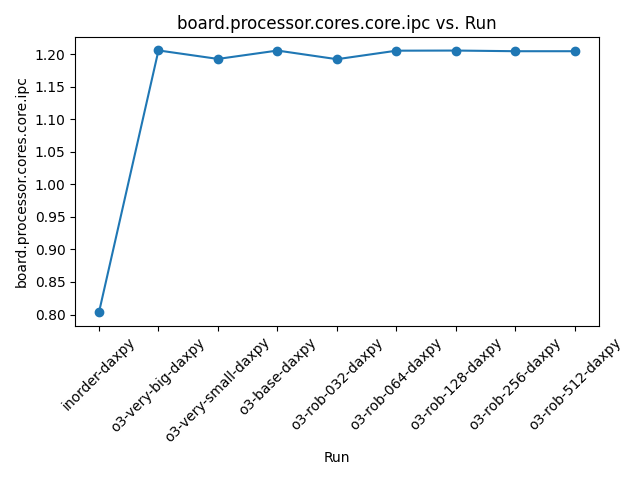 board.processor.cores.core.ipc vs. Run
board.processor.cores.core.ipc
1.20
1.15
1.10
1.05
1.00
0.95
0.90
0.85
0.80
inorder-daxpy
o3-very-big-daxpy
o3-very-small-daxpy
o3-base-daxpy
o3-rob-032-daxpy
o3-rob-064-daxpy
o3-rob-128-daxpy
o3-rob-256-daxpy
o3-rob-512-daxpy
Run